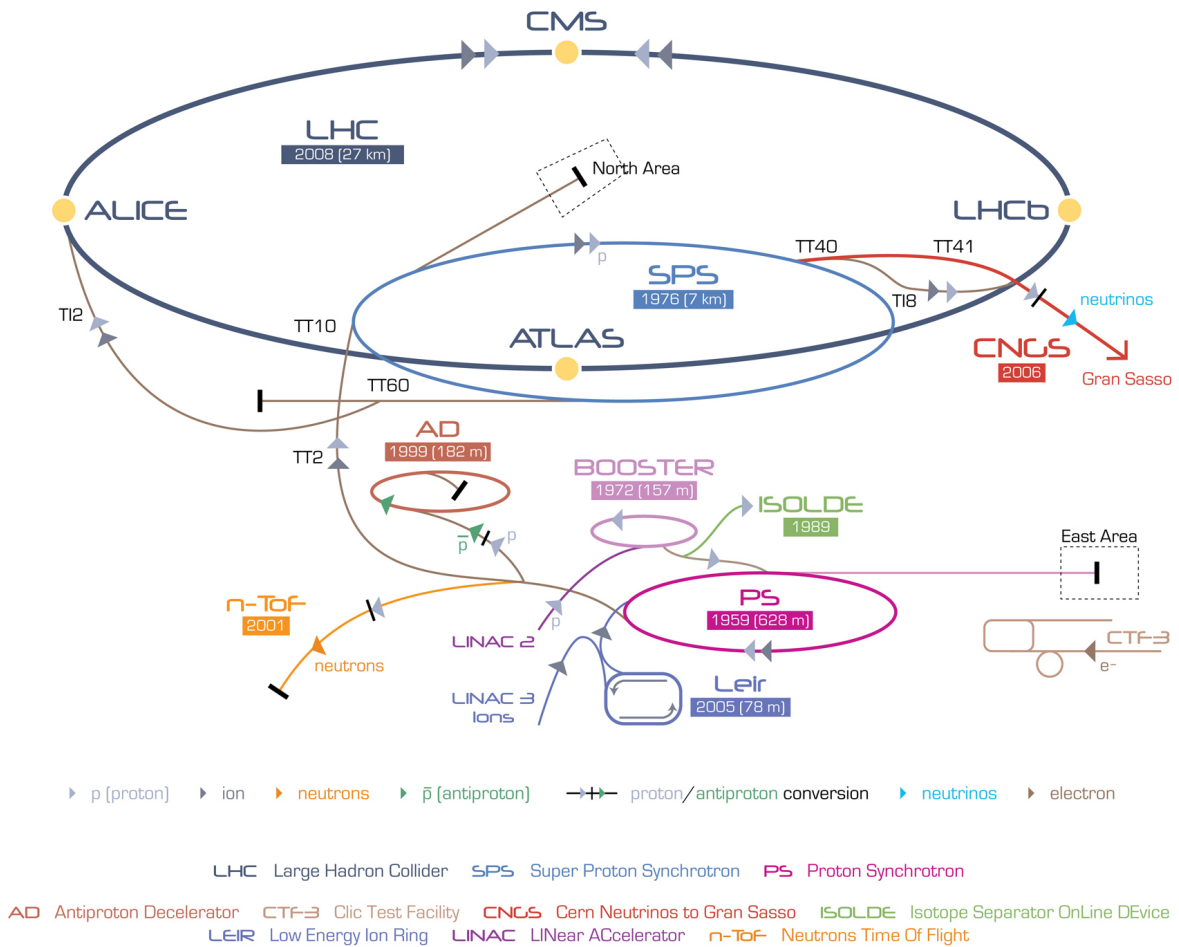 CMS
LHC
2008 (27 km)
North Area
ALICE
LHCb
TT40
TT41
p
SPS
1976 (7 km)
TI8
neutrinos
TI2
TT10
ATLAS
CNGS
2006
Gran Sasso
TT60
AD
1999 (182 m)
TT2
BOOSTER
1972 (157 m)
ISOLDE
1989
p̄
p
East Area
n-ToF
2001
PS
1959 (628 m)
p
LINAC 2
neutrons
CTF-3
e-
LINAC 3
Ions
Leir
2005 (78 m)
p (proton) ion neutrons p̄ (antiproton) proton/antiproton conversion neutrinos electron
LHC Large Hadron Collider SPS Super Proton Synchrotron PS Proton Synchrotron
AD Antiproton Decelerator CTF-3 Clic Test Facility CNGS Cern Neutrinos to Gran Sasso ISOLDE Isotope Separator OnLine DEvice
LEIR Low Energy Ion Ring LINAC LINear ACcelerator n-ToF Neutrons Time Of Flight